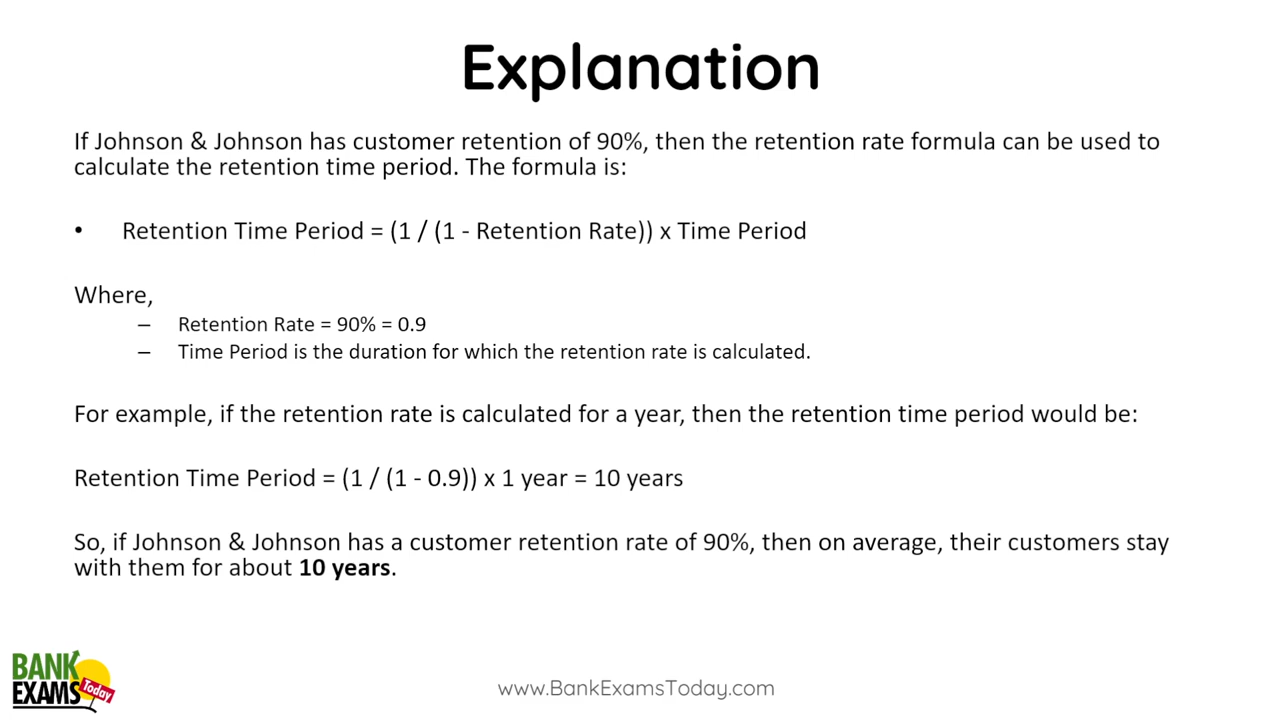 Explanation
If Johnson & Johnson has customer retention of 90%, then the retention rate formula can be used to
calculate the retention time period. The formula is:
• Retention Time Period = (1 / (1 - Retention Rate)) x Time Period
Where,
– Retention Rate = 90% = 0.9
– Time Period is the duration for which the retention rate is calculated.
For example, if the retention rate is calculated for a year, then the retention time period would be:
Retention Time Period = (1 / (1 - 0.9)) x 1 year = 10 years
So, if Johnson & Johnson has a customer retention rate of 90%, then on average, their customers stay
with them for about 10 years.
BANK
EXAMS Today
www.BankExamsToday.com